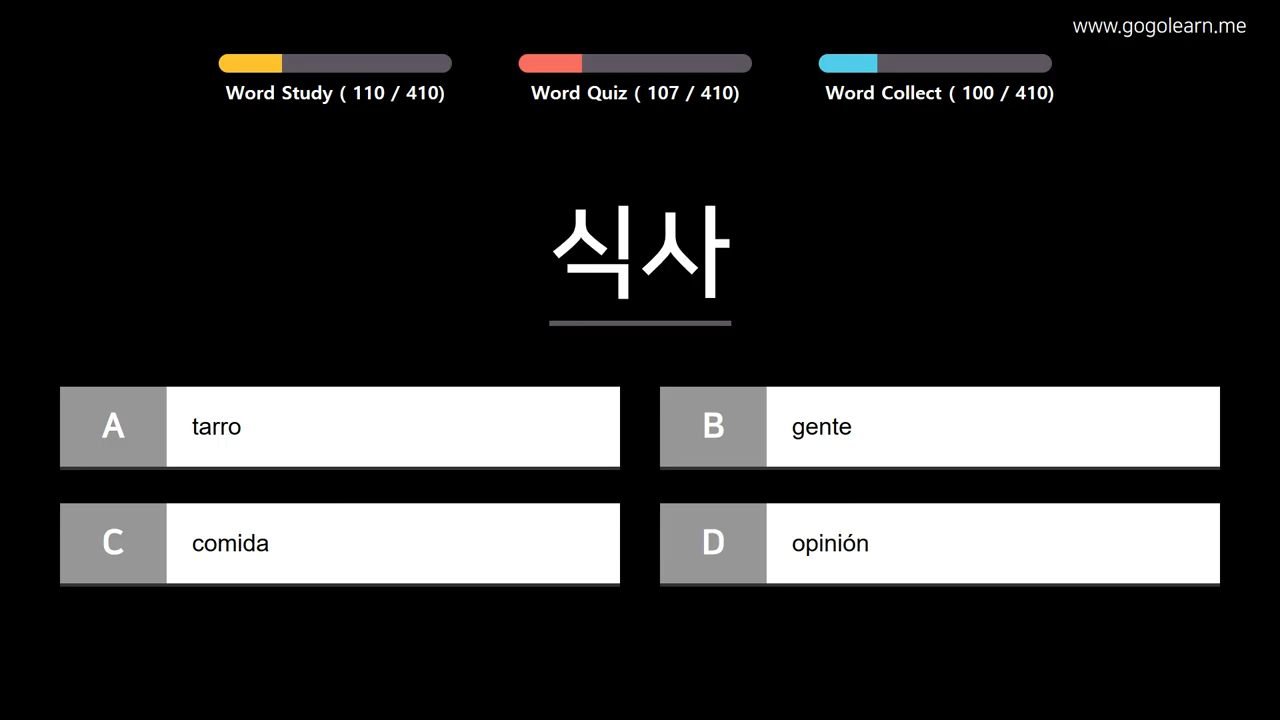 www.gogolearn.me
Word Study ( 110 / 410)
Word Quiz ( 107 / 410)
Word Collect ( 100 / 410)
식사
A tarro
B gente
C comida
D opinión